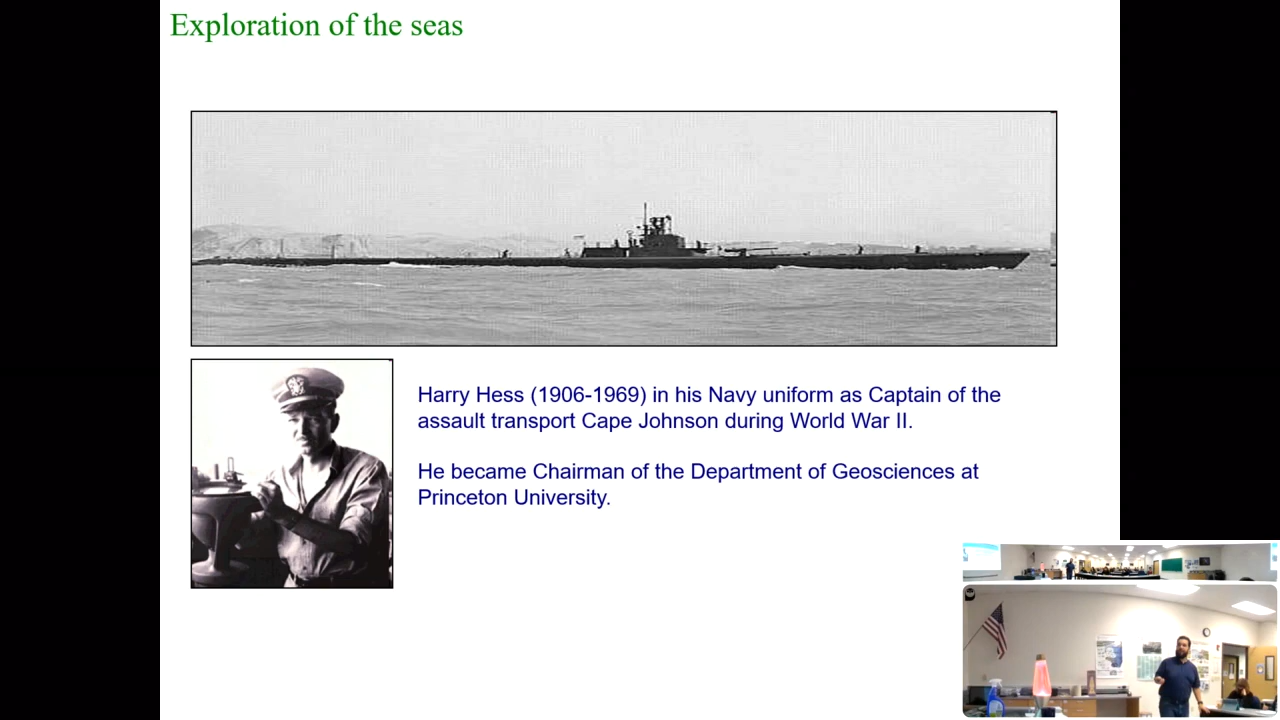 Exploration of the seas
Harry Hess (1906-1969) in his Navy uniform as Captain of the
assault transport Cape Johnson during World War II.
He became Chairman of the Department of Geosciences at
Princeton University.